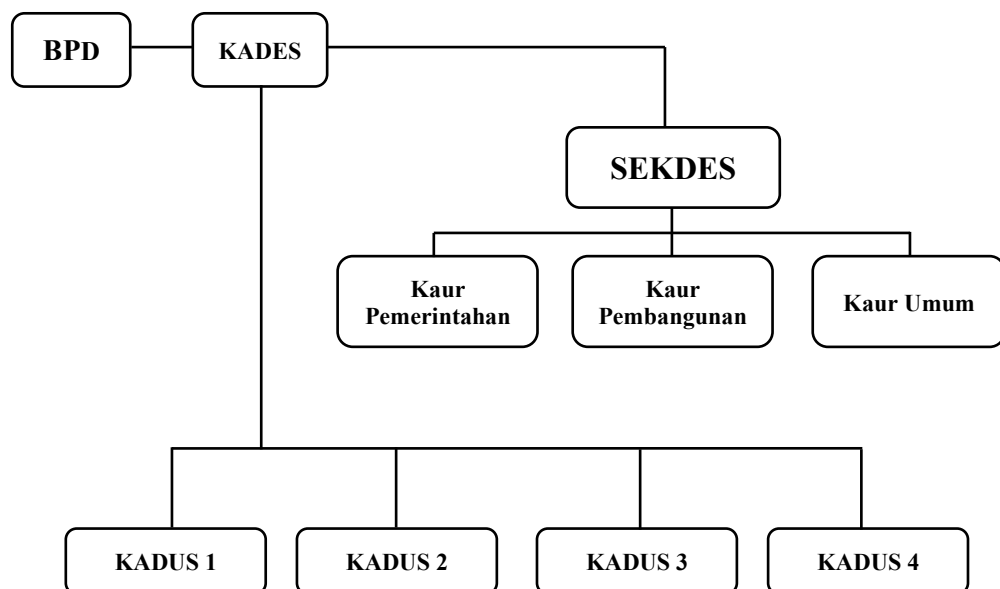 BPD
KADES
SEKDES
Kaur
Pemerintahan
Kaur
Pembangunan
Kaur Umum
KADUS 1
KADUS 2
KADUS 3
KADUS 4